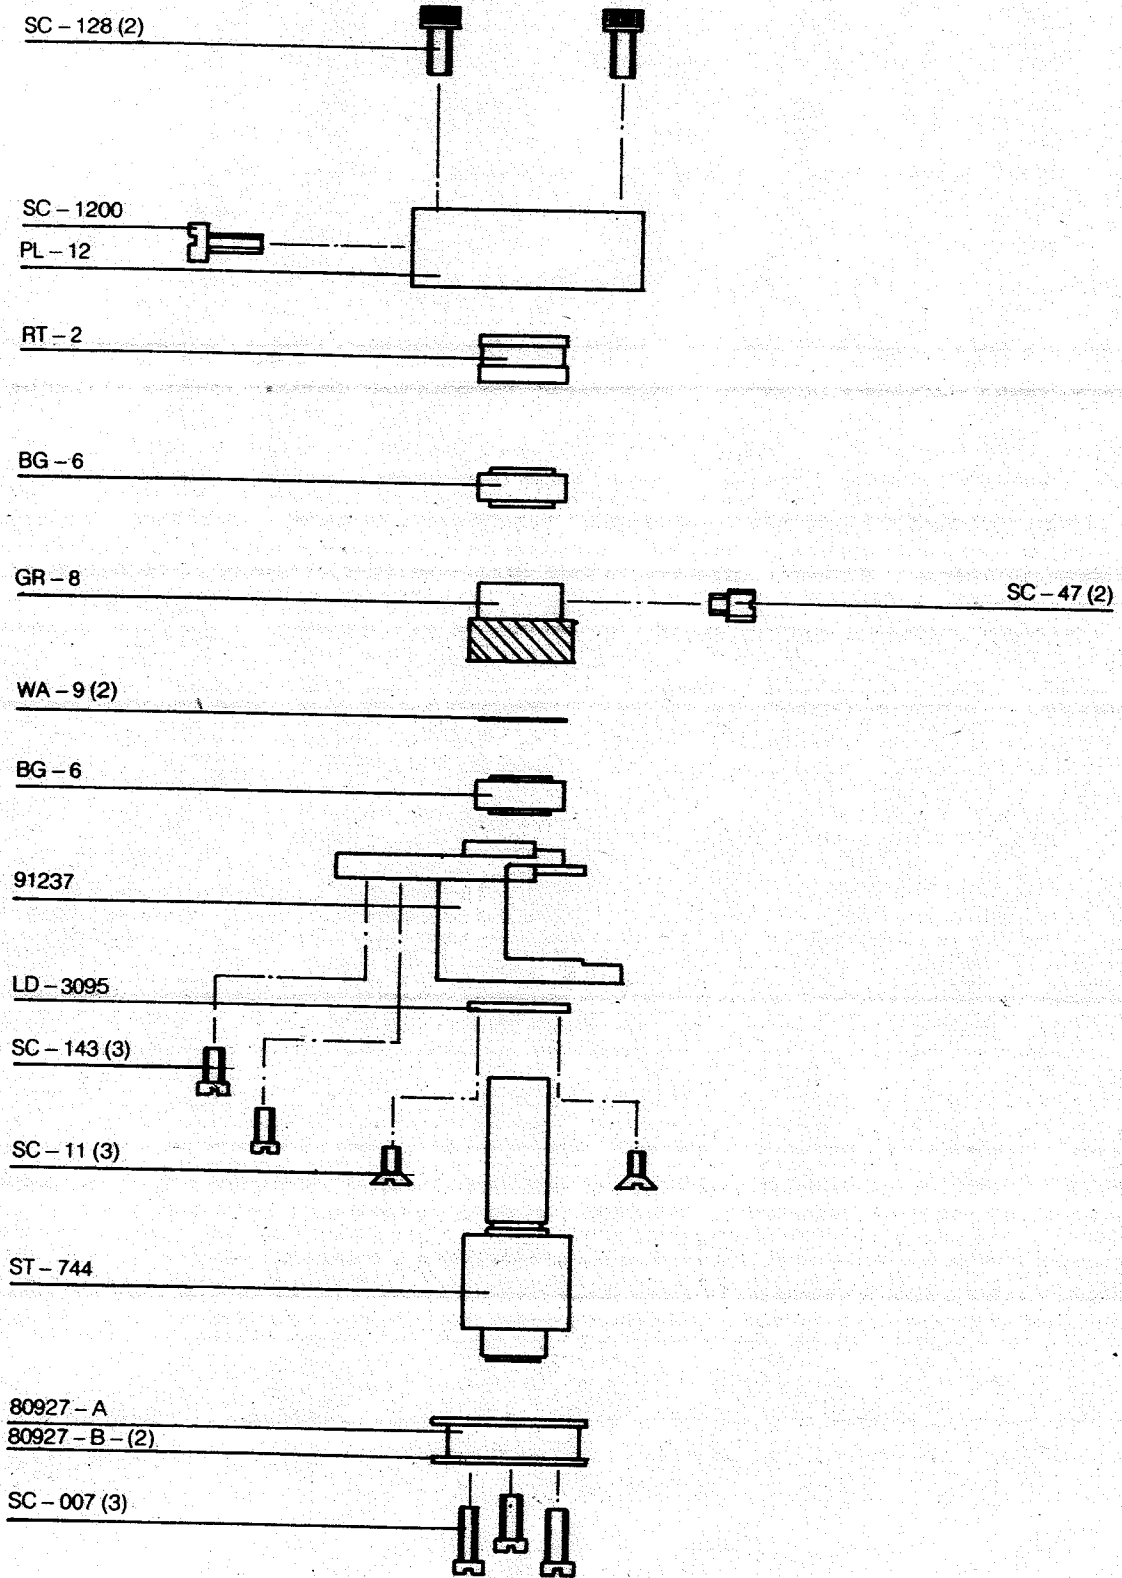 SC – 128 (2)
SC – 1200
PL – 12
RT – 2
BG – 6
GR – 8
SC – 47 (2)
WA – 9 (2)
BG – 6
91237
LD – 3095
SC – 143 (3)
SC – 11 (3)
ST – 744
80927 – A
80927 – B – (2)
SC – 007 (3)